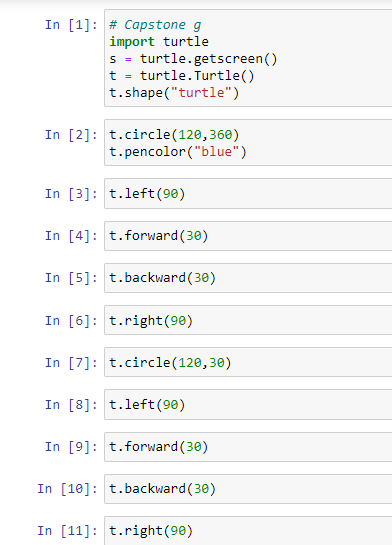 In [1]: # Capstone g
import turtle
s = turtle.getscreen()
t = turtle.Turtle()
t.shape("turtle")
In [2]: t.circle(120,360)
t.pencolor("blue")
In [3]: t.left(90)
In [4]: t.forward(30)
In [5]: t.backward(30)
In [6]: t.right(90)
In [7]: t.circle(120,30)
In [8]: t.left(90)
In [9]: t.forward(30)
In [10]: t.backward(30)
In [11]: t.right(90)